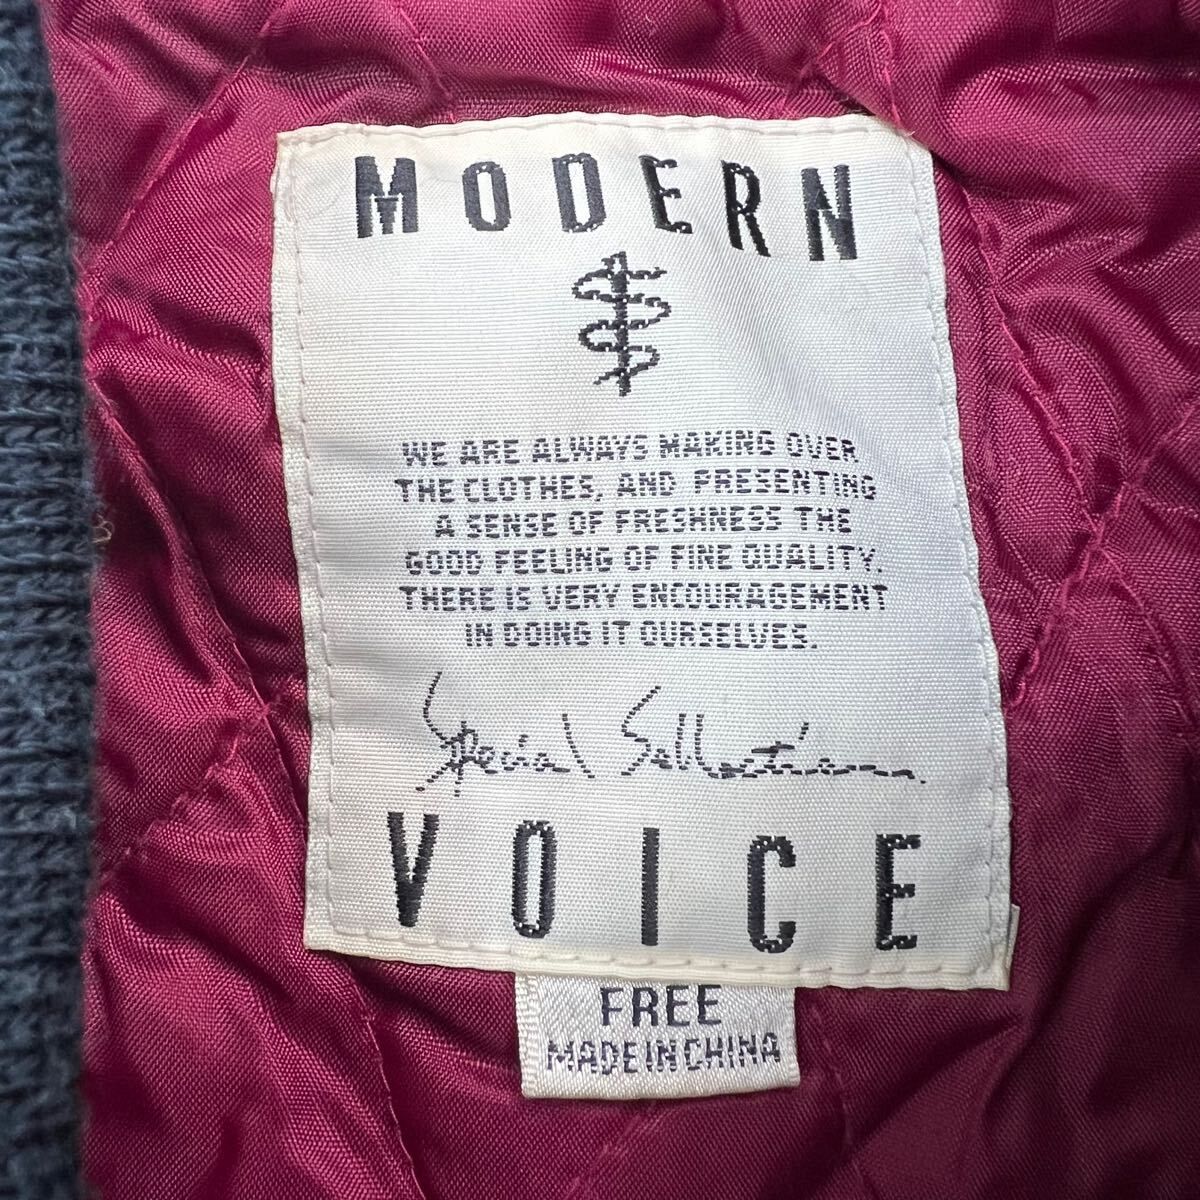 MODERN
WE ARE ALWAYS MAKING OVER
THE CLOTHES, AND PRESENTING
A SENSE OF FRESHNESS THE
GOOD FEELING OF FINE QUALITY.
THERE IS VERY ENCOURAGEMENT
IN DOING IT OURSELVES.
Special
VOICE
FREE
MADE IN CHINA